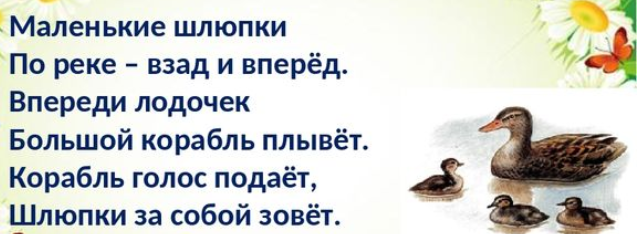 Маленькие шлюпки
По реке – взад и вперёд.
Впереди лодочек
Большой корабль плывёт.
Корабль голос подаёт,
Шлюпки за собой зовёт.